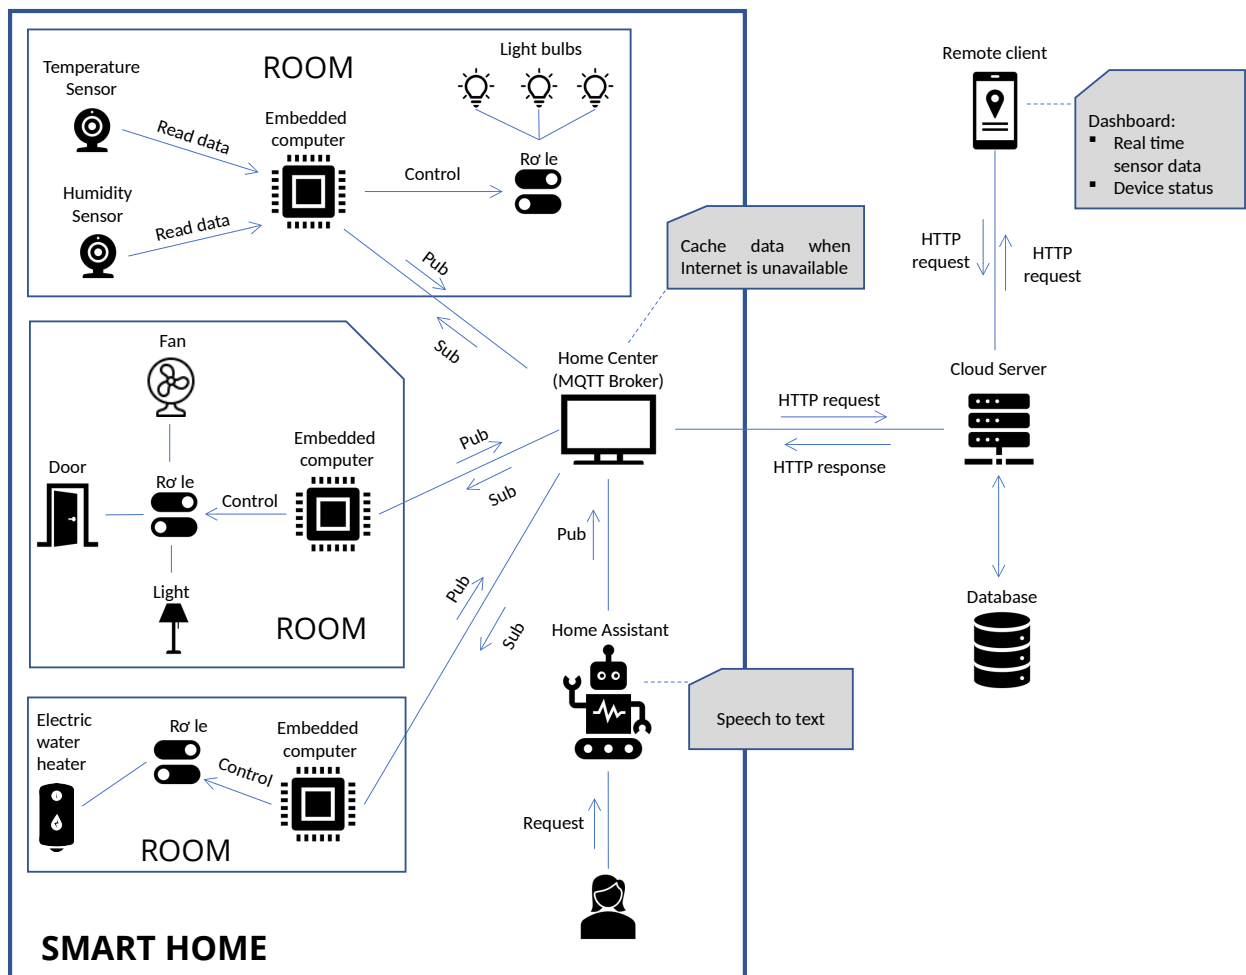 Temperature
Sensor
ROOM
Light bulbs
Embedded
computer
Read data
Rơ le
Control
Humidity
Sensor
Read data
Pub
Sub
Cache data when
Internet is unavailable
Remote client
Dashboard:
▪ Real time
sensor data
▪ Device status
HTTP
request
HTTP
request
Fan
Embedded
computer
Door
Rơ le
Control
Light
ROOM
Home Center
(MQTT Broker)
Pub
Sub
HTTP request
HTTP response
Cloud Server
Database
Pub
Pub
Sub
Home Assistant
Speech to text
Request
Electric
water
heater
Rơ le
Embedded
computer
Control
ROOM
SMART HOME